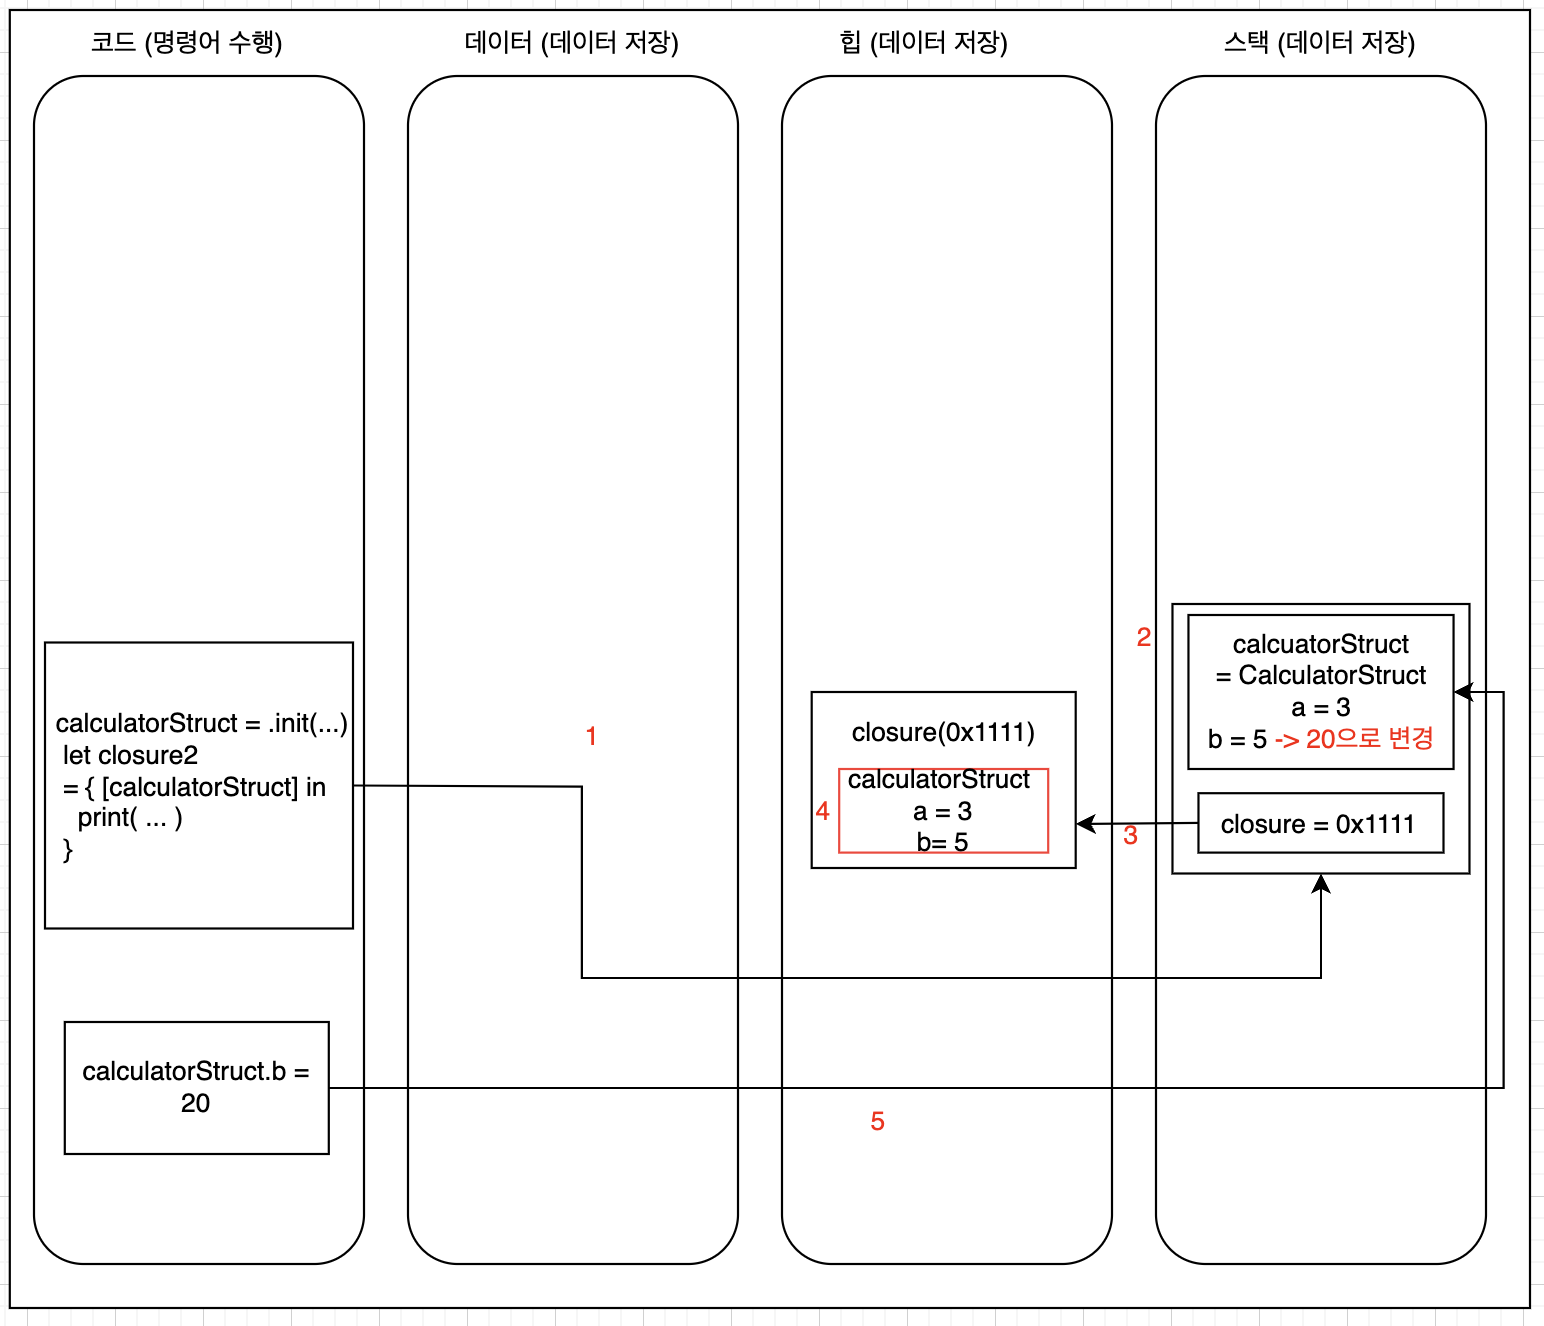 코드 (명령어 수행)
데이터 (데이터 저장)
힙 (데이터 저장)
스택 (데이터 저장)
calculatorStruct = .init(...)
let closure2
= { [calculatorStruct] in
print( ... )
}
1
closure(0x1111)
calculatorStruct
a = 3
b= 5
4
2
calcuatorStruct
= CalculatorStruct
a = 3
b = 5 -> 20으로 변경
closure = 0x1111
3
calculatorStruct.b =
20
5